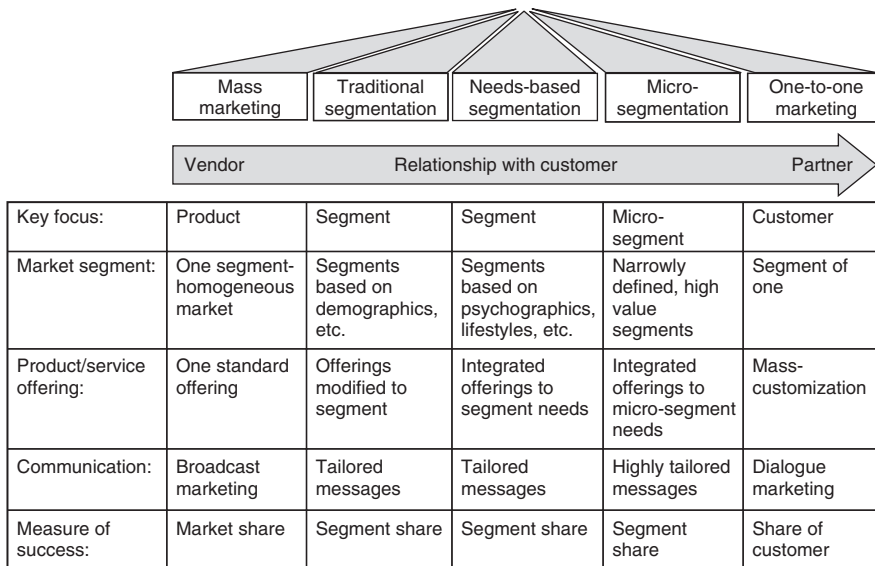 Mass
marketing
Traditional
segmentation
Needs-based
segmentation
Micro-
segmentation
One-to-one
marketing
Vendor Relationship with customer Partner
Key focus:
Product
Segment
Segment
Micro-
segment
Customer
Market segment:
One segment-
homogeneous
market
Segments
based on
demographics,
etc.
Segments
based on
psychographics,
lifestyles, etc.
Narrowly
defined, high
value
segments
Segment of
one
Product/service
offering:
One standard
offering
Offerings
modified to
segment
Integrated
offerings to
segment needs
Integrated
offerings to
micro-segment
needs
Mass-
customization
Communication:
Broadcast
marketing
Tailored
messages
Tailored
messages
Highly tailored
messages
Dialogue
marketing
Measure of
success:
Market share
Segment share
Segment share
Segment
share
Share of
customer